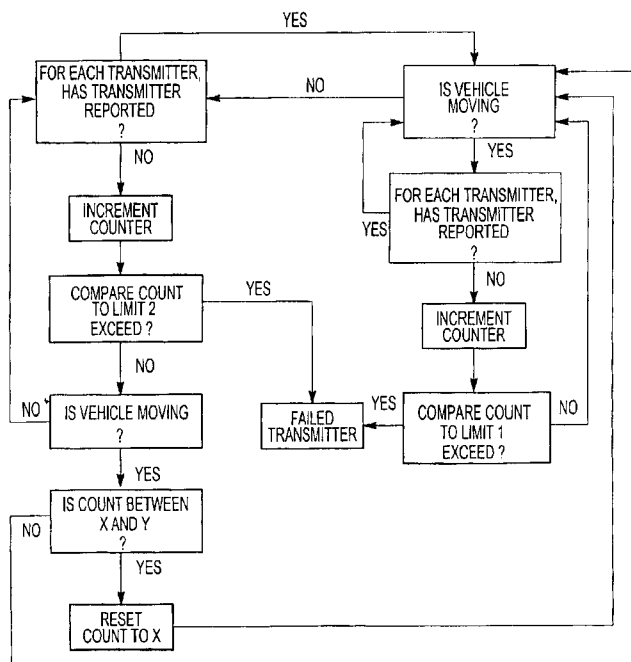 YES
FOR EACH TRANSMITTER,
HAS TRANSMITTER
REPORTED
?
NO
IS VEHICLE
MOVING
?
NO
YES
INCREMENT
COUNTER
FOR EACH TRANSMITTER,
HAS TRANSMITTER
REPORTED
?
YES
NO
COMPARE COUNT
TO LIMIT 2
EXCEED ?
YES
NO
INCREMENT
COUNTER
IS VEHICLE MOVING
?
NO
YES
FAILED
TRANSMITTER
YES
COMPARE COUNT
TO LIMIT 1
EXCEED ?
NO
IS COUNT BETWEEN
X AND Y
?
NO
YES
RESET
COUNT TO X